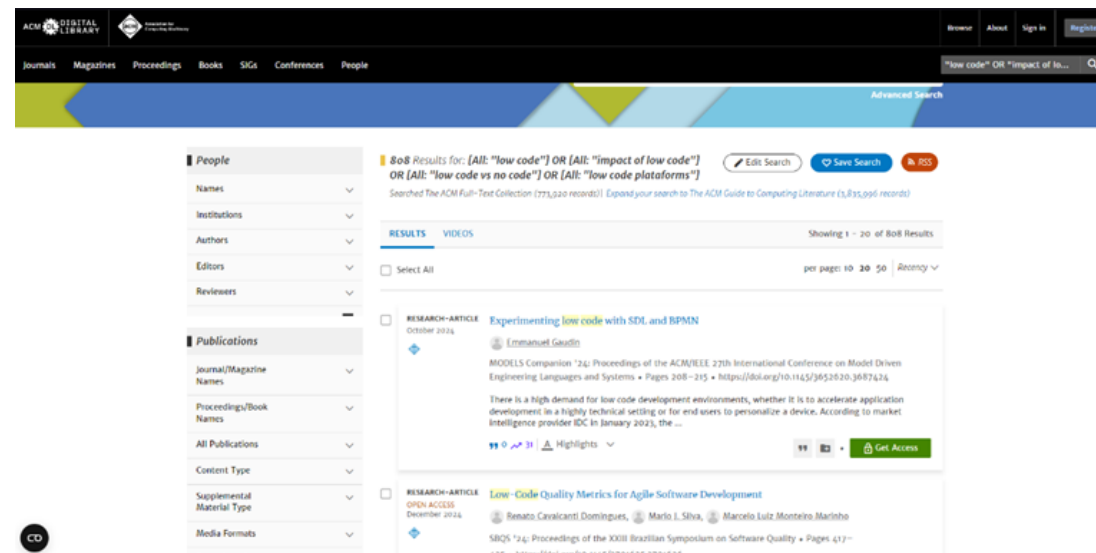 ACM DL DIGITAL LIBRARY acm Association for Computing Machinery Browse About Sign in Registe
Journals Magazines Proceedings Books SIGs Conferences People "low code" OR "impact of lo...
Advanced Search
People
Names
Institutions
Authors
Editors
Reviewers
Publications
Journal/Magazine
Names
Proceedings/Book
Names
All Publications
Content Type
Supplemental
Material Type
Media Formats
808 Results for: [All: "low code"] OR [All: "impact of low code"]
OR [All: "low code vs no code"] OR [All: "low code plataforms"]
Edit Search Save Search RSS
Searched The ACM Full-Text Collection (773,920 records)| Expand your search to The ACM Guide to Computing Literature (3,835,996 records)
RESULTS VIDEOS Showing 1 - 20 of 808 Results
Select All per page: 10 20 50 Recency
RESEARCH-ARTICLE
October 2024
Experimenting low code with SDL and BPMN
Emmanuel Gaudin
MODELS Companion '24: Proceedings of the ACM/IEEE 27th International Conference on Model Driven
Engineering Languages and Systems • Pages 208–215 • https://doi.org/10.1145/3652620.3687424
There is a high demand for low code development environments, whether it is to accelerate application
development in a highly technical setting or for end users to personalize a device. According to market
intelligence provider IDC in January 2023, the ...
0 31 A Highlights Get Access
RESEARCH-ARTICLE
OPEN ACCESS
December 2024
Low-Code Quality Metrics for Agile Software Development
Renato Cavalcanti Domingues, Mario J. Silva, Marcelo Luiz Monteiro Marinho
SBQS '24: Proceedings of the XXIII Brazilian Symposium on Software Quality • Pages 417–